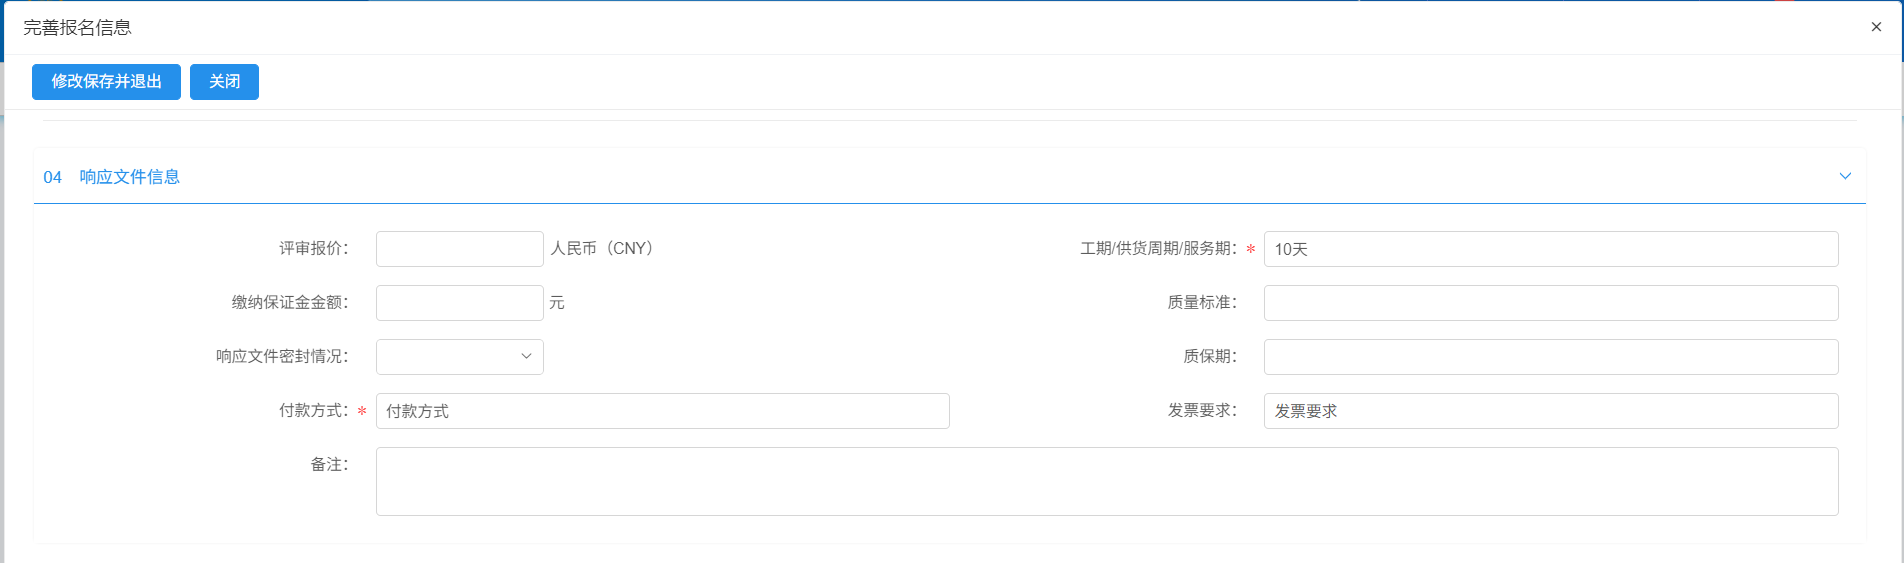 完善报名信息 ×
修改保存并退出 关闭
04 响应文件信息
评审报价： 人民币（CNY） 工期/供货周期/服务期：* 10天
缴纳保证金金额： 元 质量标准：
响应文件密封情况： 质保期：
付款方式：* 付款方式 发票要求： 发票要求
备注：